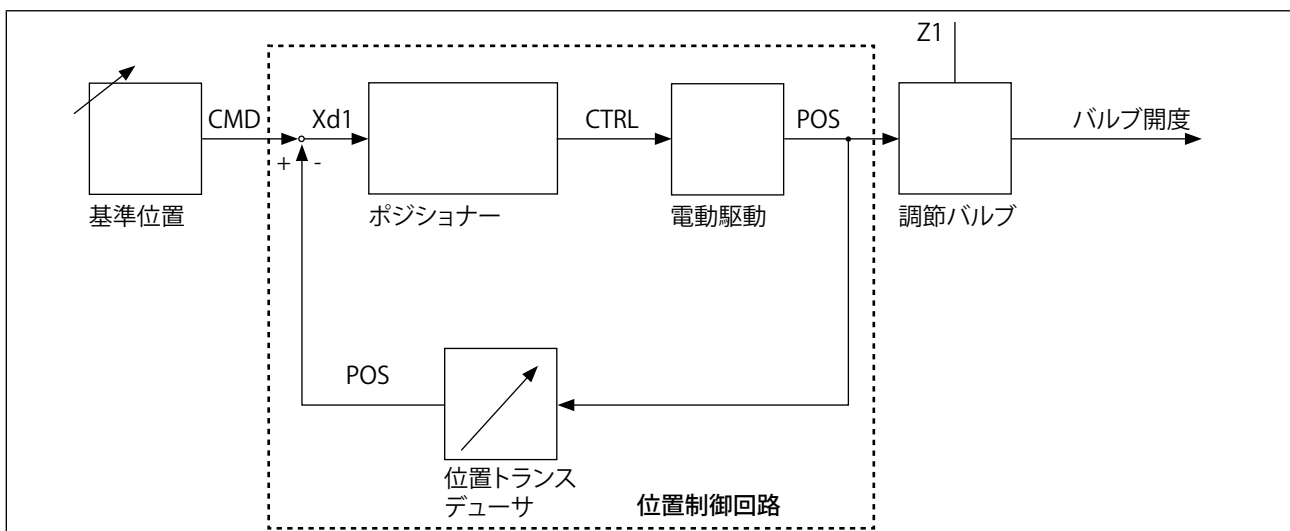 Z1
CMD
Xd1
CTRL
POS
バルブ開度
+
-
基準位置
ポジショナー
電動駆動
調節バルブ
POS
位置トランス
デューサ
位置制御回路